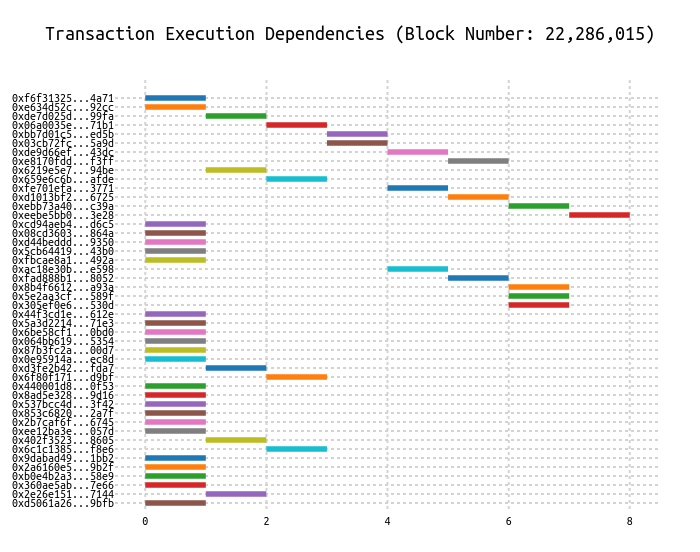 Transaction Execution Dependencies (Block Number: 22,286,015)
0xf6f31325...4a71
0xe634d52c...92cc
0xde7d025d...99fa
0x06a0035e...71b1
0xbb7d01c5...ed5b
0x03cb72fc...5a9d
0xde9d66ef...43dc
0xe8170fdd...f3ff
0x6219e5e7...94be
0x659e6c6b...afde
0xfe701efa...3771
0xd1013bf2...6725
0xebb73a40...c39a
0xeebe5bb0...3e28
0xcd94aeb4...d6c5
0x08cd3603...864a
0xd44beddd...9350
0x5cb64419...43b0
0xfbcae8a1...492a
0xac18e30b...e598
0xfad888b1...8052
0x8b4f6612...a93a
0x5e2aa3cf...589f
0x305ef0e6...530d
0x44f3cd1e...612e
0x5a3d2214...71e3
0x6be58cf1...0bd0
0x064bb619...5354
0x87b3fc2a...00d7
0x0e95914a...ec8d
0xd3fe2b42...fda7
0x6f80f171...d9bf
0x440001d8...0f53
0x8ad5e328...9d16
0x537bcc4d...3f42
0x853c6820...2a7f
0x2b7caf6f...6745
0xee12ba3e...057d
0x402f3523...8605
0x6c1c1385...f8e6
0x9dabad49...1bb2
0x2a6160e5...9b2f
0xb0e4b2a3...58e9
0x360ae5ab...7e66
0x2e26e151...7144
0xd5061a26...9bfb
0 2 4 6 8